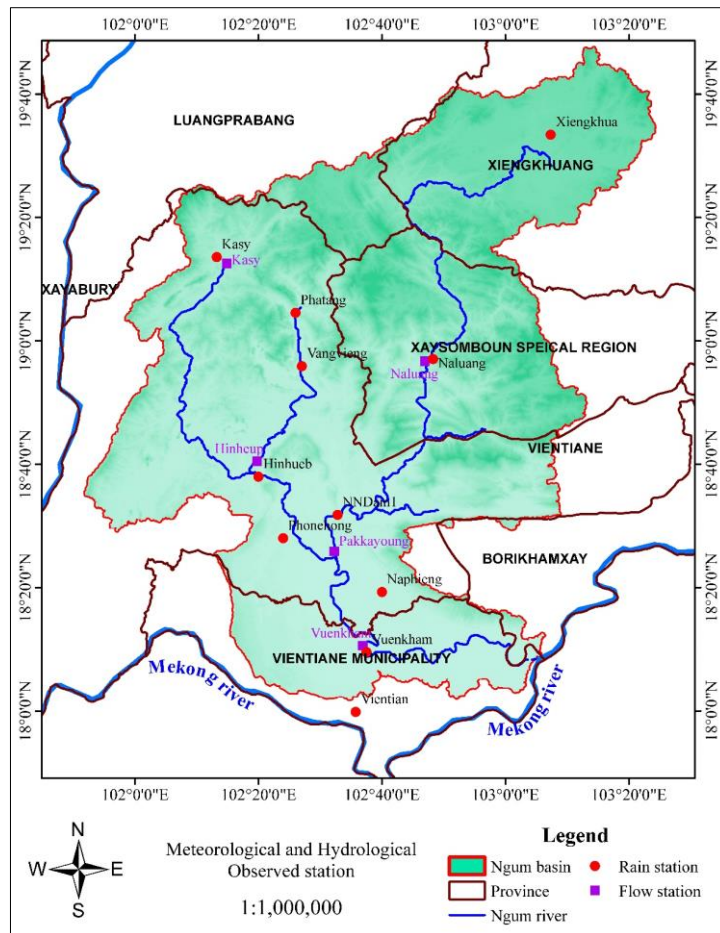 102°0'0"E 102°20'0"E 102°40'0"E 103°0'0"E 103°20'0"E
19°40'0"N 19°40'0"N
LUANGPRABANG
Xiengkhua
XIENGKHUANG
19°20'0"N 19°20'0"N
Kasy
Kasy
XAYABURY
Phatang
19°0'0"N 19°0'0"N
XAYSOMBOUN SPEICAL REGION
Vangvieng
Naluang
Naluang
VIENTIANE
Hinheup
18°40'0"N 18°40'0"N
Hinhueb
NNDam1
Phonekong
Pakkayoung
BORIKHAMXAY
18°20'0"N 18°20'0"N
Naphieng
Vuenkham
Vuenkham
VIENTIANE MUNICIPALITY
Mekong river
Mekong river
Vientian
18°0'0"N 18°0'0"N
102°0'0"E 102°20'0"E 102°40'0"E 103°0'0"E 103°20'0"E
N
W E
S
Meteorological and Hydrological
Observed station
1:1,000,000
Legend
Ngum basin
Rain station
Province
Flow station
Ngum river